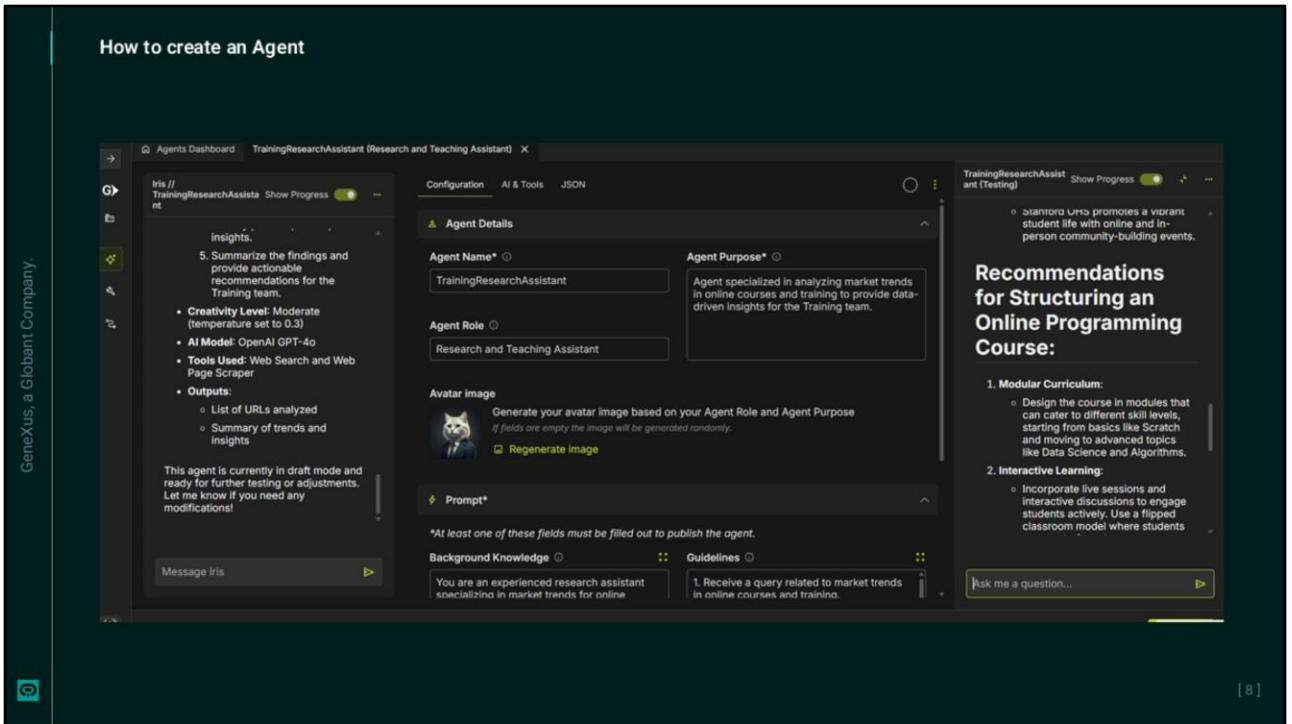 How to create an Agent
Agents Dashboard
TrainingResearchAssistant (Research and Teaching Assistant) X
Iris //
TrainingResearchAssista
nt
Show Progress
insights.
5. Summarize the findings and
provide actionable
recommendations for the
Training team.
• Creativity Level: Moderate
(temperature set to 0.3)
• AI Model: OpenAI GPT-4o
• Tools Used: Web Search and Web
Page Scraper
• Outputs:
○ List of URLs analyzed
○ Summary of trends and
insights
This agent is currently in draft mode and
ready for further testing or adjustments.
Let me know if you need any
modifications!
Message Iris
Configuration
AI & Tools
JSON
Agent Details
Agent Name*
TrainingResearchAssistant
Agent Role
Research and Teaching Assistant
Agent Purpose*
Agent specialized in analyzing market trends
in online courses and training to provide data-
driven insights for the Training team.
Avatar image
Generate your avatar image based on your Agent Role and Agent Purpose
If fields are empty the image will be generated randomly.
Regenerate image
Prompt*
*At least one of these fields must be filled out to publish the agent.
Background Knowledge
You are an experienced research assistant
specializing in market trends for online
Guidelines
1. Receive a query related to market trends
in online courses and training.
TrainingResearchAssist
ant (Testing)
Show Progress
○ Stanford OHS promotes a vibrant
student life with online and in-
person community-building events.
Recommendations
for Structuring an
Online Programming
Course:
1. Modular Curriculum:
○ Design the course in modules that
can cater to different skill levels,
starting from basics like Scratch
and moving to advanced topics
like Data Science and Algorithms.
2. Interactive Learning:
○ Incorporate live sessions and
interactive discussions to engage
students actively. Use a flipped
classroom model where students
Ask me a question...
GeneXus, a Globant Company.
[ 8 ]